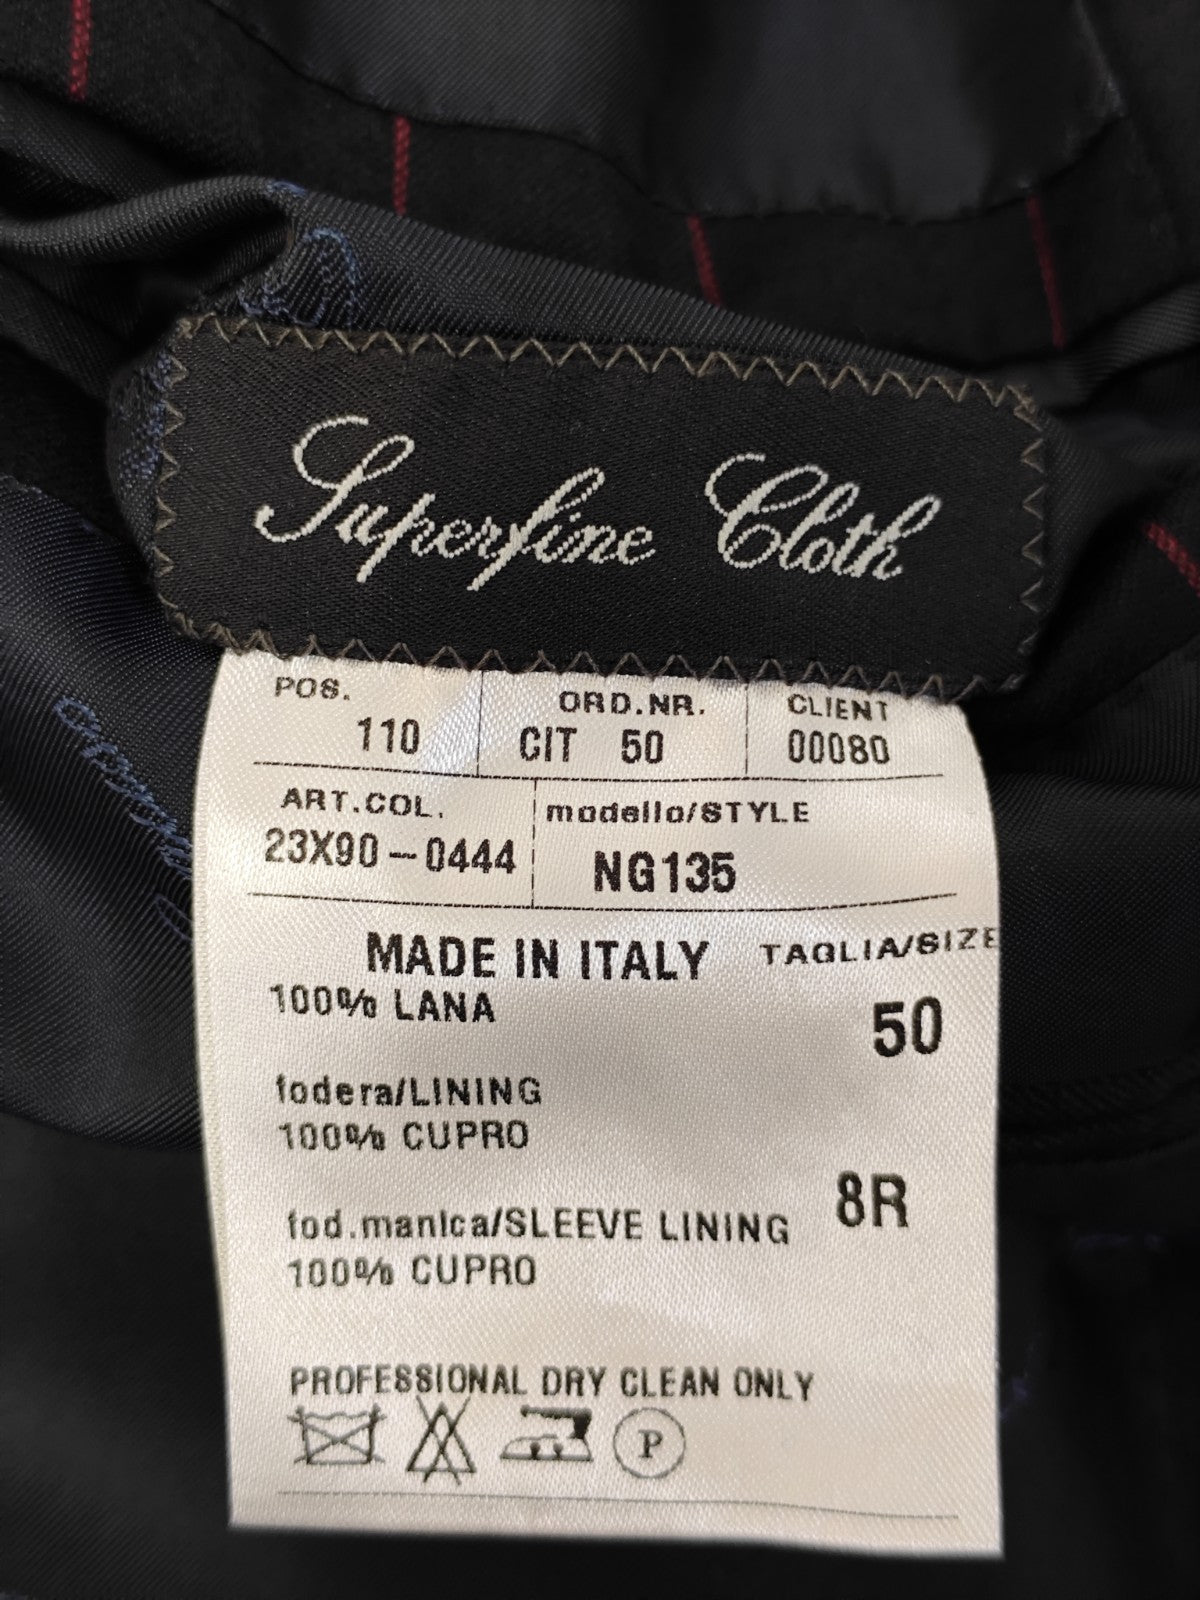 Superfine Cloth
POS. ORD.NR. CLIENT
110 CIT 50 00080
ART.COL. modello/STYLE
23X90-0444 NG135
MADE IN ITALY TAGLIA/SIZE
100% LANA 50
fodera/LINING
100% CUPRO
8R
fod.manica/SLEEVE LINING
100% CUPRO
PROFESSIONAL DRY CLEAN ONLY
P